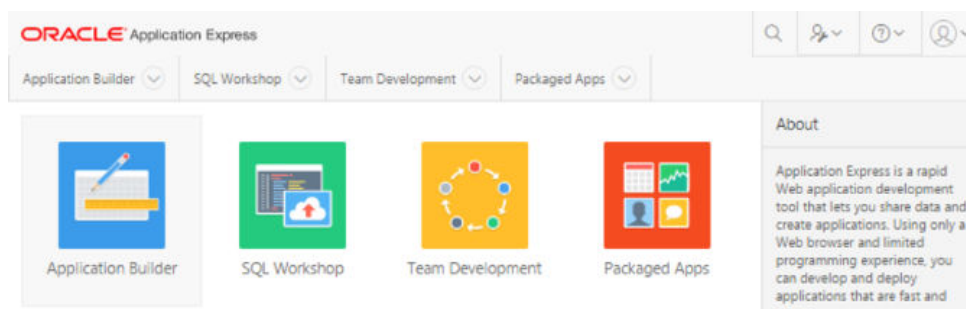 ORACLE Application Express
Application Builder
SQL Workshop
Team Development
Packaged Apps
Application Builder
SQL Workshop
Team Development
Packaged Apps
About
Application Express is a rapid
Web application development
tool that lets you share data and
create applications. Using only a
Web browser and limited
programming experience, you
can develop and deploy
applications that are fast and